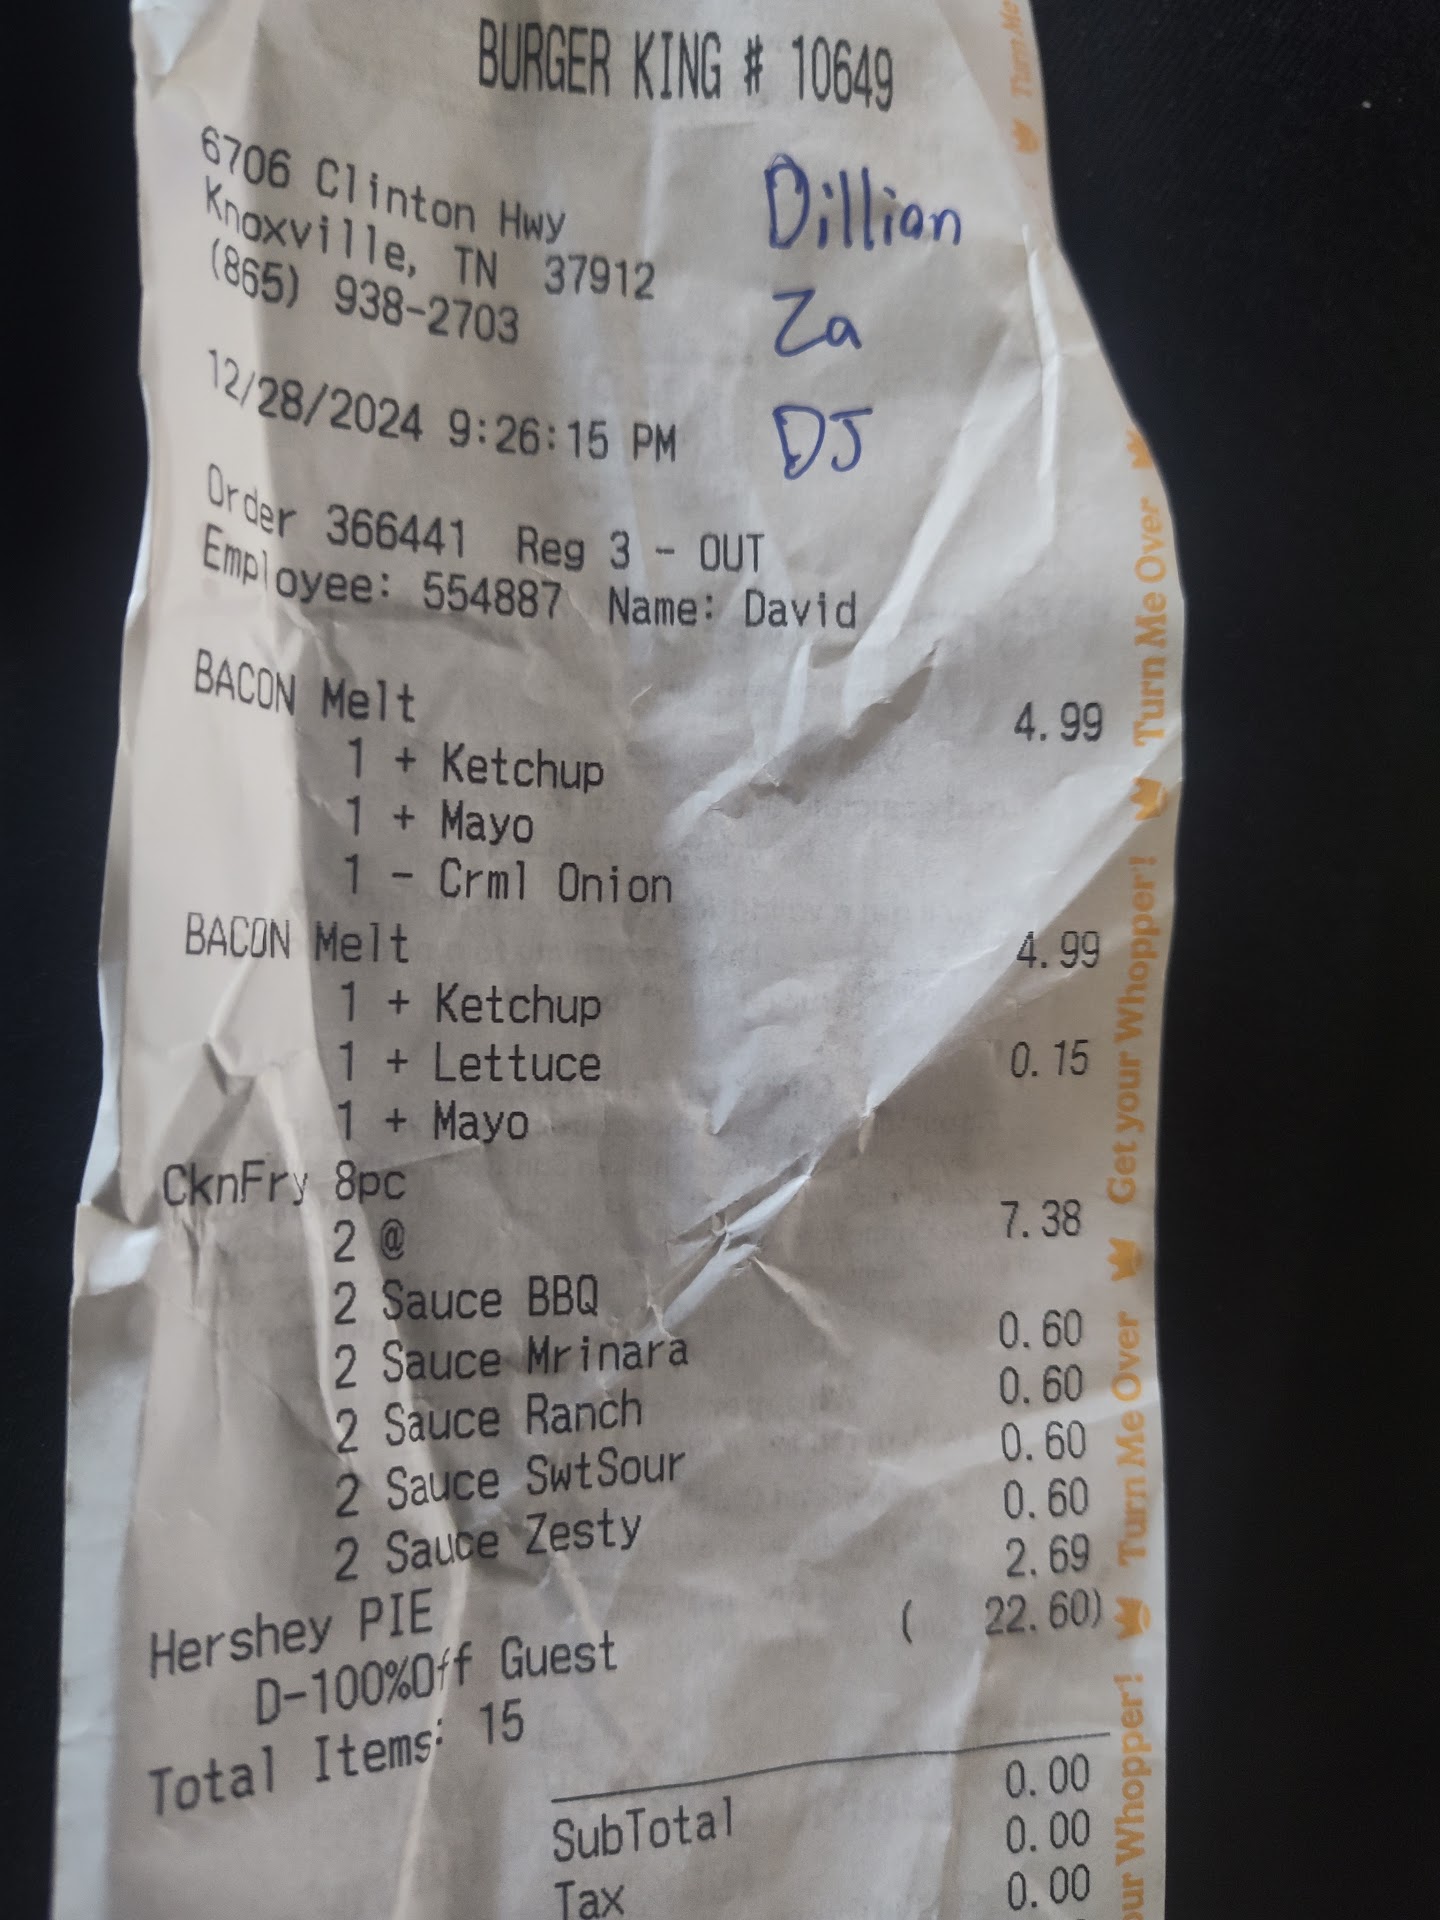 BURGER KING # 10649
6706 Clinton Hwy
Knoxville, TN 37912
(865) 938-2703
Dillian
Za
DJ
12/28/2024 9:26:15 PM
Order 366441 Reg 3 - OUT
Employee: 554887 Name: David
BACON Melt 4.99
1 + Ketchup
1 + Mayo
1 - Crml Onion
BACON Melt 4.99
1 + Ketchup
1 + Lettuce 0.15
1 + Mayo
CknFry 8pc
2 @ 7.38
2 Sauce BBQ
2 Sauce Mrinara 0.60
2 Sauce Ranch 0.60
2 Sauce SwtSour 0.60
2 Sauce Zesty 0.60
Hershey PIE 2.69
D-100%Off Guest ( 22.60)
Total Items: 15
0.00
SubTotal 0.00
Tax 0.00
Turn Me
Turn Me Over
Get your Whopper!
Turn Me Over
our Whopper!